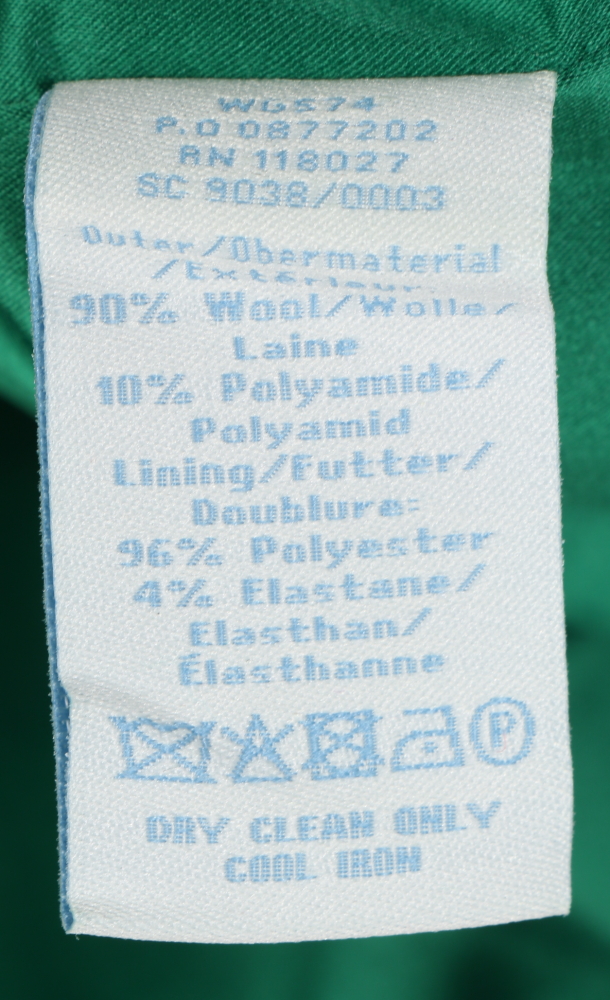 WG574
P.O 0877202
RN 118027
SC 9038/0003
Outer/Obermaterial
/Extérieur
90% Wool/Wolle/
Laine
10% Polyamide/
Polyamid
Lining/Futter/
Doublure:
96% Polyester
4% Elastane/
Elasthan/
Élasthanne
P
DRY CLEAN ONLY
COOL IRON